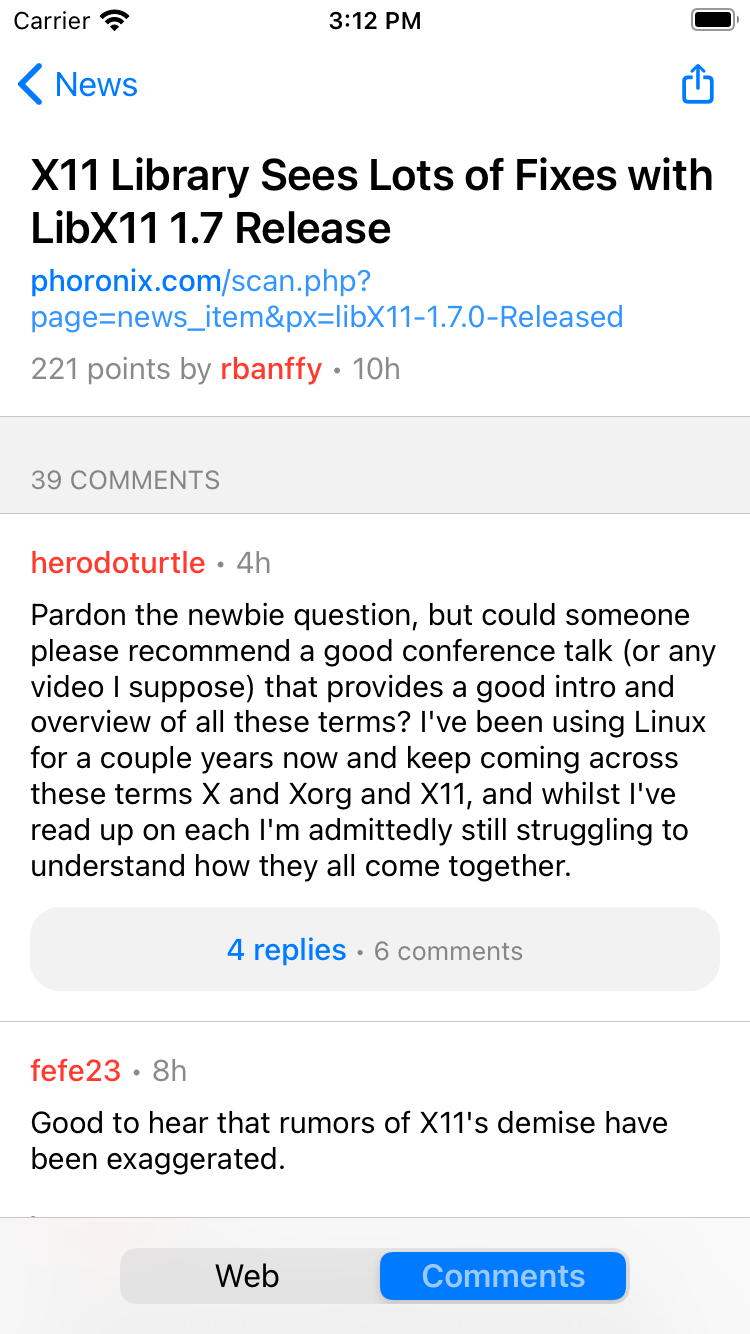 Carrier 3:12 PM
News
X11 Library Sees Lots of Fixes with
LibX11 1.7 Release
phoronix.com/scan.php?
page=news_item&px=libX11-1.7.0-Released
221 points by rbanffy • 10h
39 COMMENTS
herodoturtle • 4h
Pardon the newbie question, but could someone
please recommend a good conference talk (or any
video I suppose) that provides a good intro and
overview of all these terms? I've been using Linux
for a couple years now and keep coming across
these terms X and Xorg and X11, and whilst I've
read up on each I'm admittedly still struggling to
understand how they all come together.
4 replies • 6 comments
fefe23 • 8h
Good to hear that rumors of X11's demise have
been exaggerated.
Web Comments